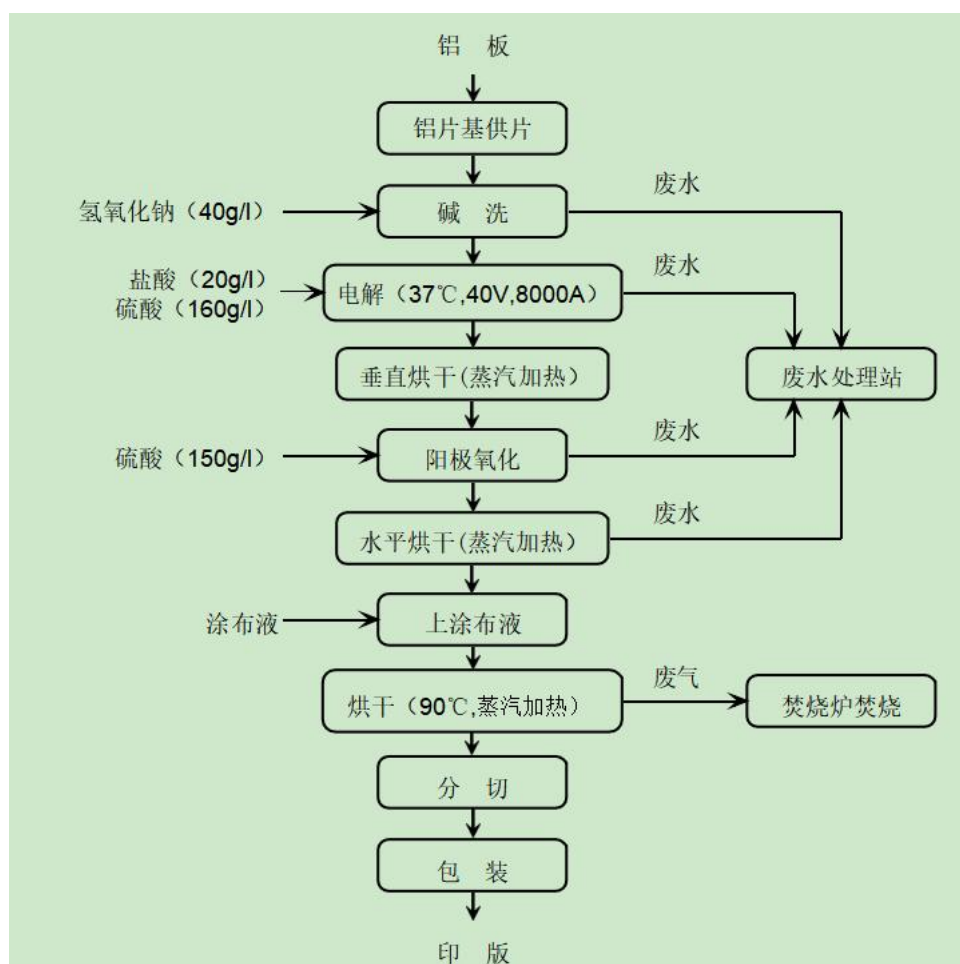 铝 板
铝片基供片
废水
氢氧化钠（40g/l）
碱 洗
废水
盐酸（20g/l）
硫酸（160g/l）
电解（37℃,40V,8000A）
垂直烘干(蒸汽加热）
废水处理站
废水
硫酸（150g/l）
阳极氧化
废水
水平烘干(蒸汽加热）
涂布液
上涂布液
废气
烘干（90℃,蒸汽加热）
焚烧炉焚烧
分 切
包 装
印 版